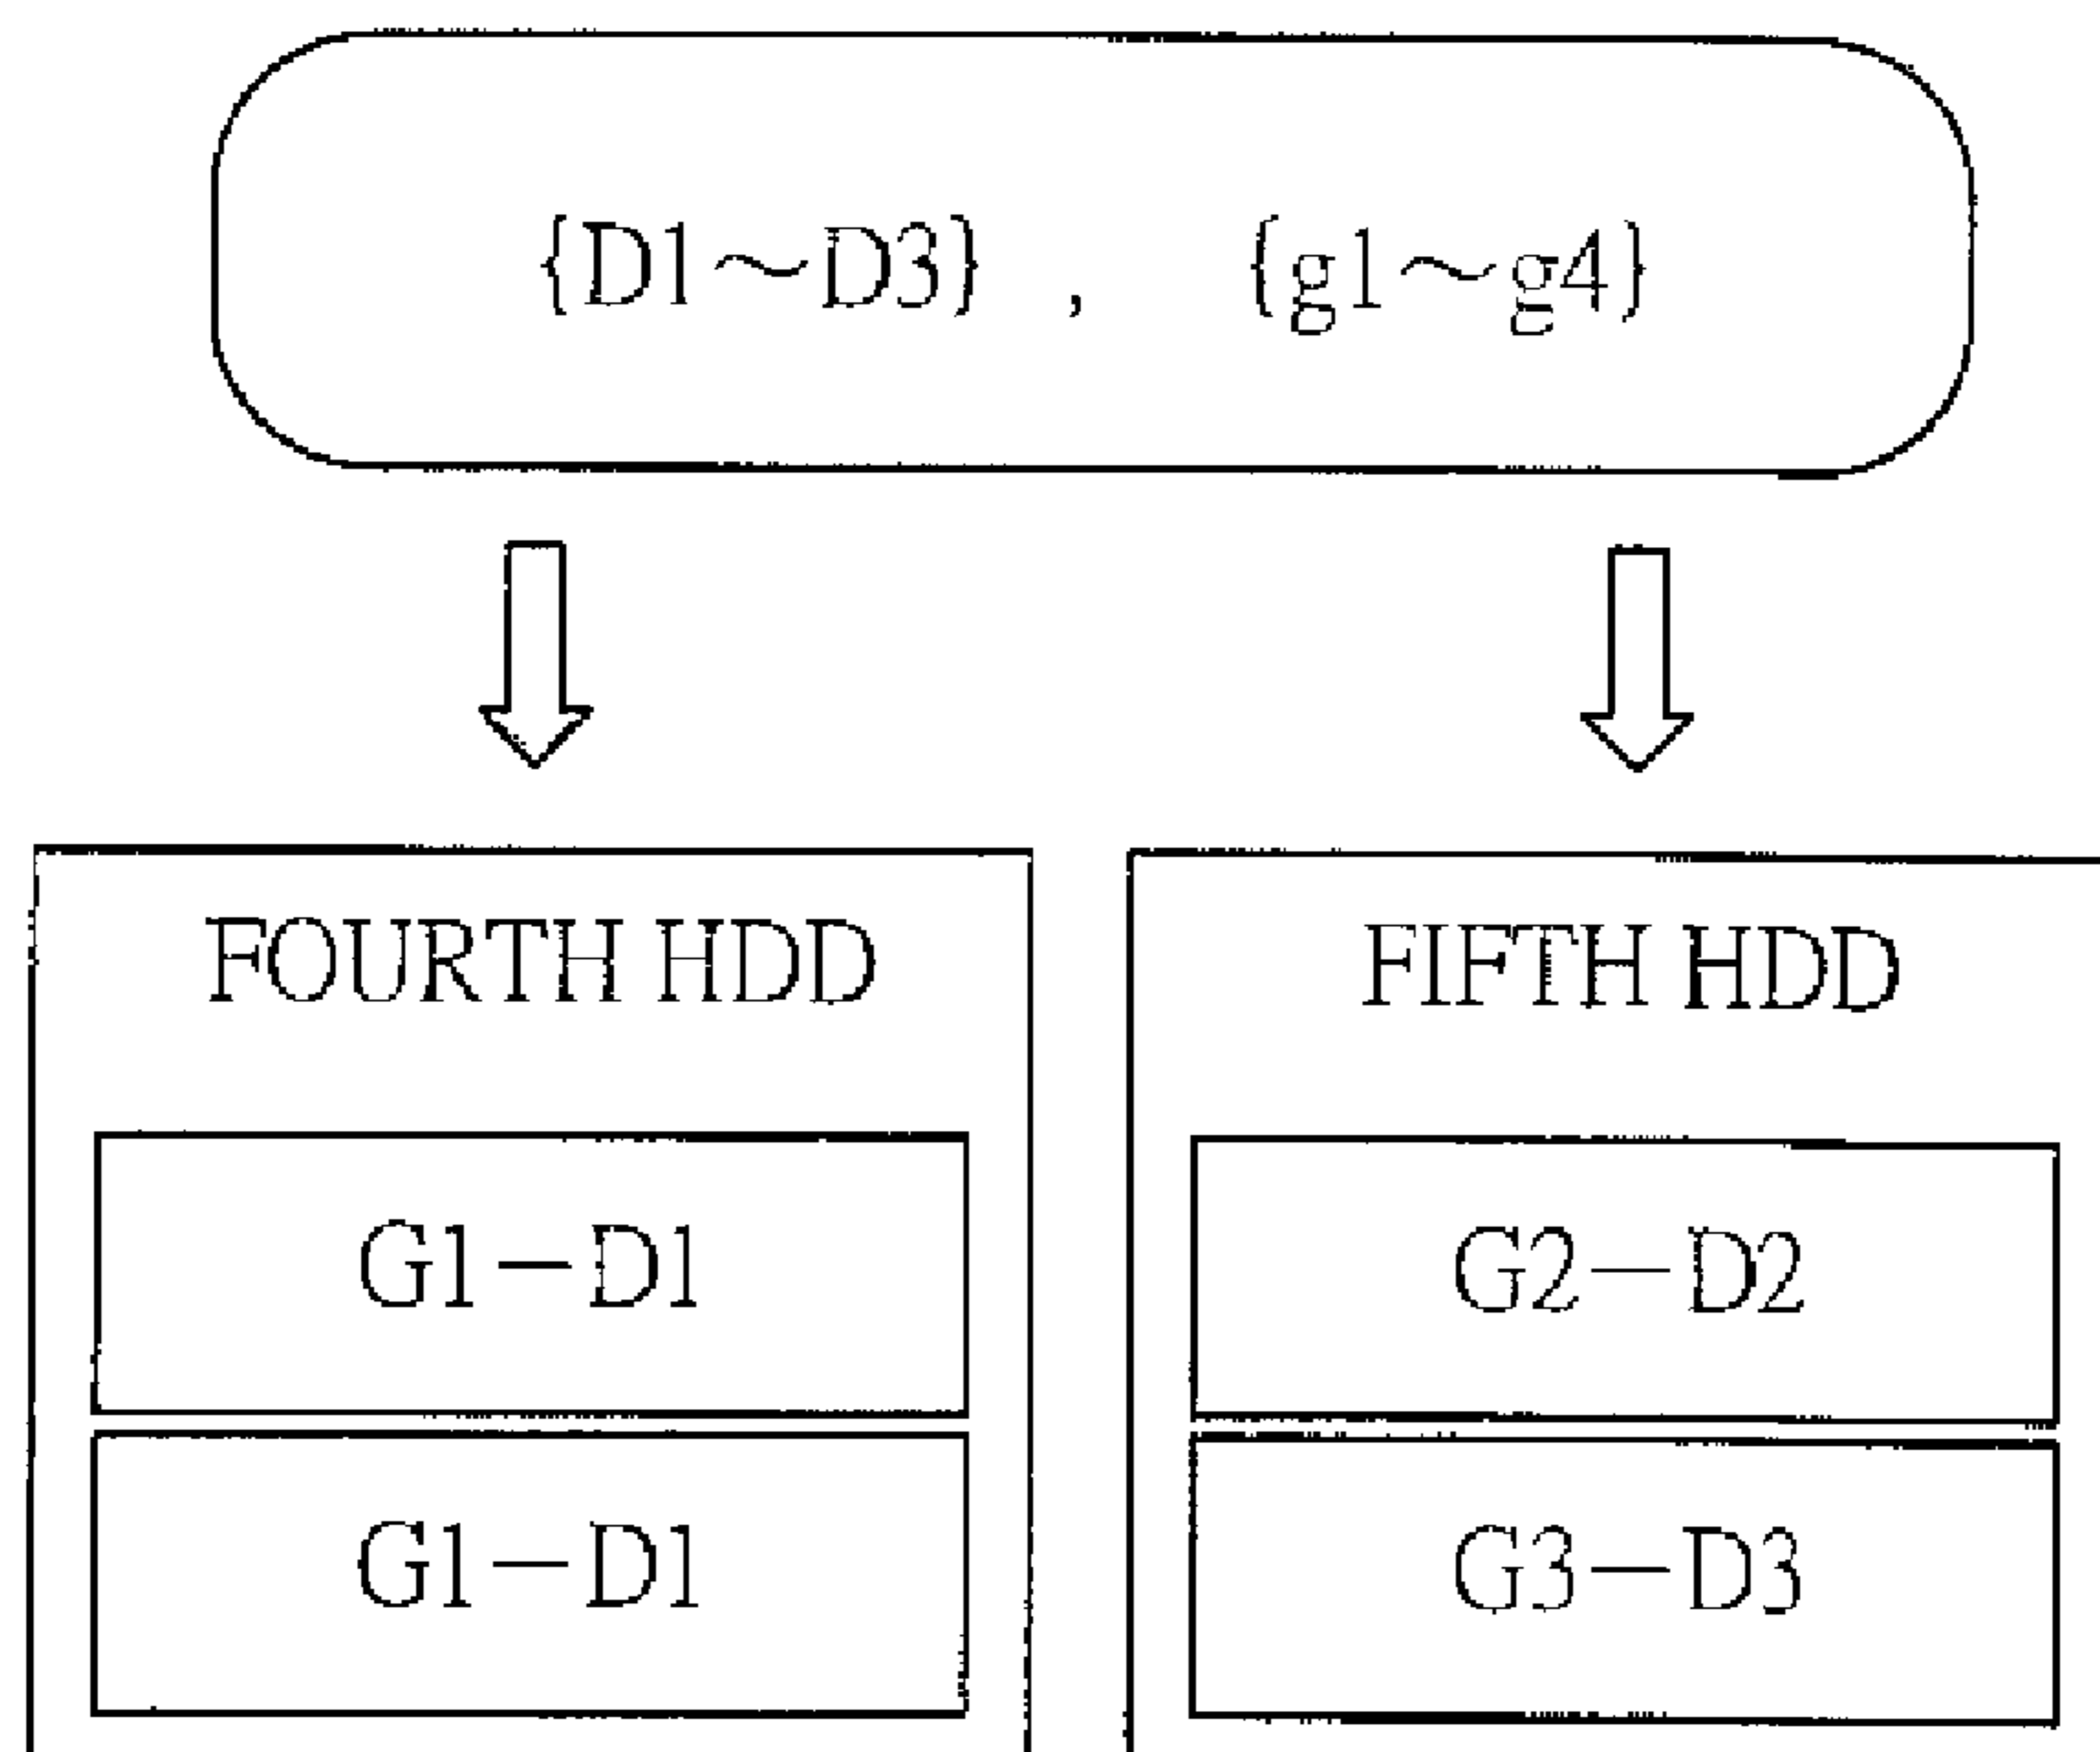 {D1～D3} , {g1～g4}
FOURTH HDD
G1－D1
G1－D1
FIFTH HDD
G2－D2
G3－D3